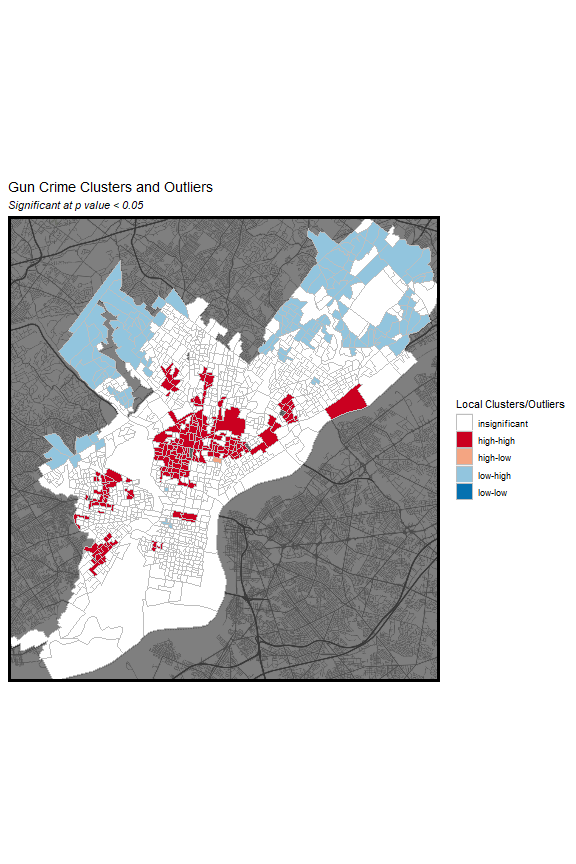 Gun Crime Clusters and Outliers
Significant at p value < 0.05
Local Clusters/Outliers
insignificant
high-high
high-low
low-high
low-low